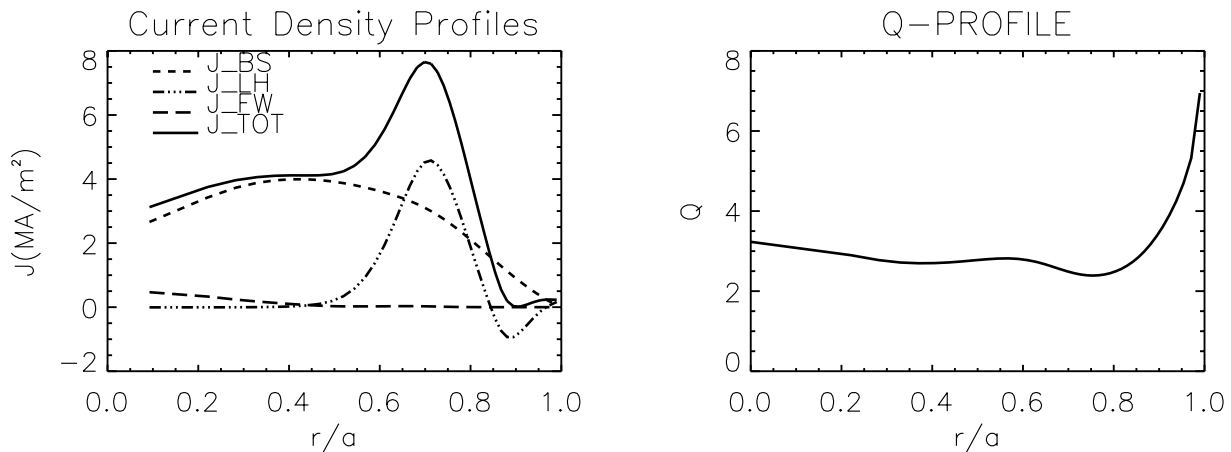 Current Density Profiles
J_BS
J_LH
J_FW
J_TOT
J(MA/m²)
8
6
4
2
0
−2
0.0 0.2 0.4 0.6 0.8 1.0
r/a
Q−PROFILE
Q
8
6
4
2
0
0.0 0.2 0.4 0.6 0.8 1.0
r/a